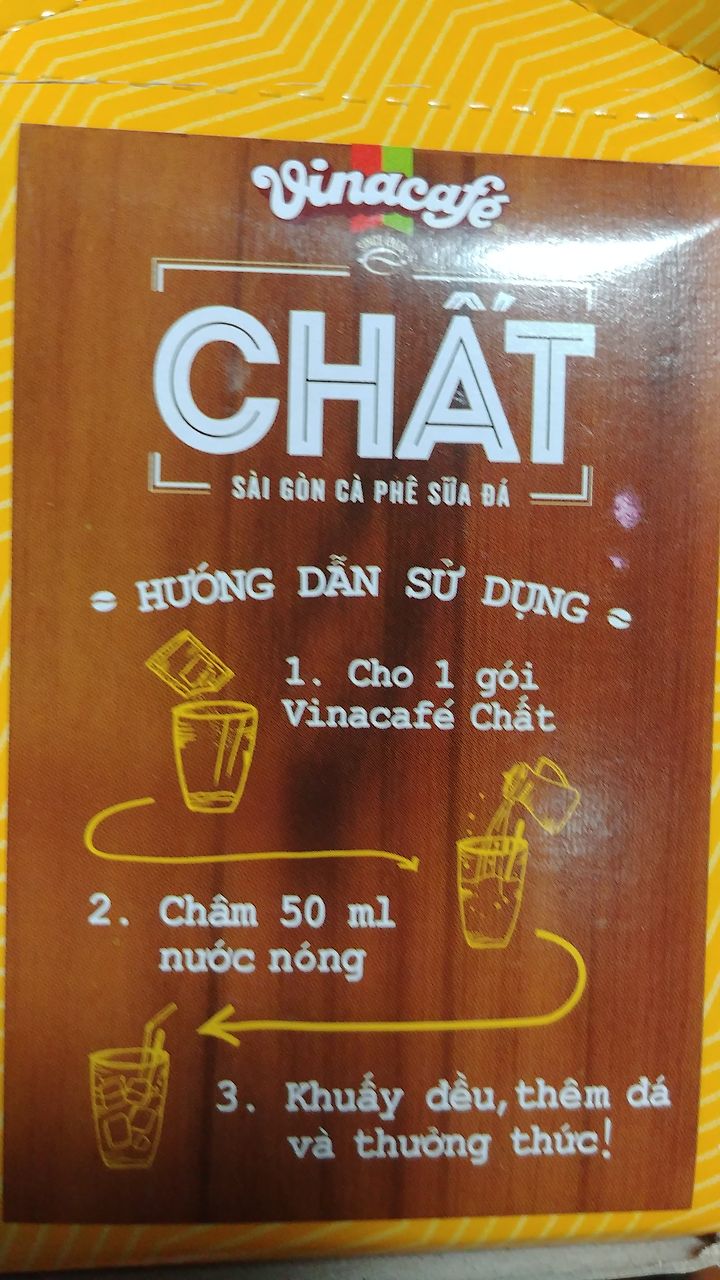 Vinacafé
CHẤT
SÀI GÒN CÀ PHÊ SỮA ĐÁ
HƯỚNG DẪN SỬ DỤNG
1. Cho 1 gói
Vinacafé Chất
2. Châm 50 ml
nước nóng
3. Khuấy đều, thêm đá
và thưởng thức!